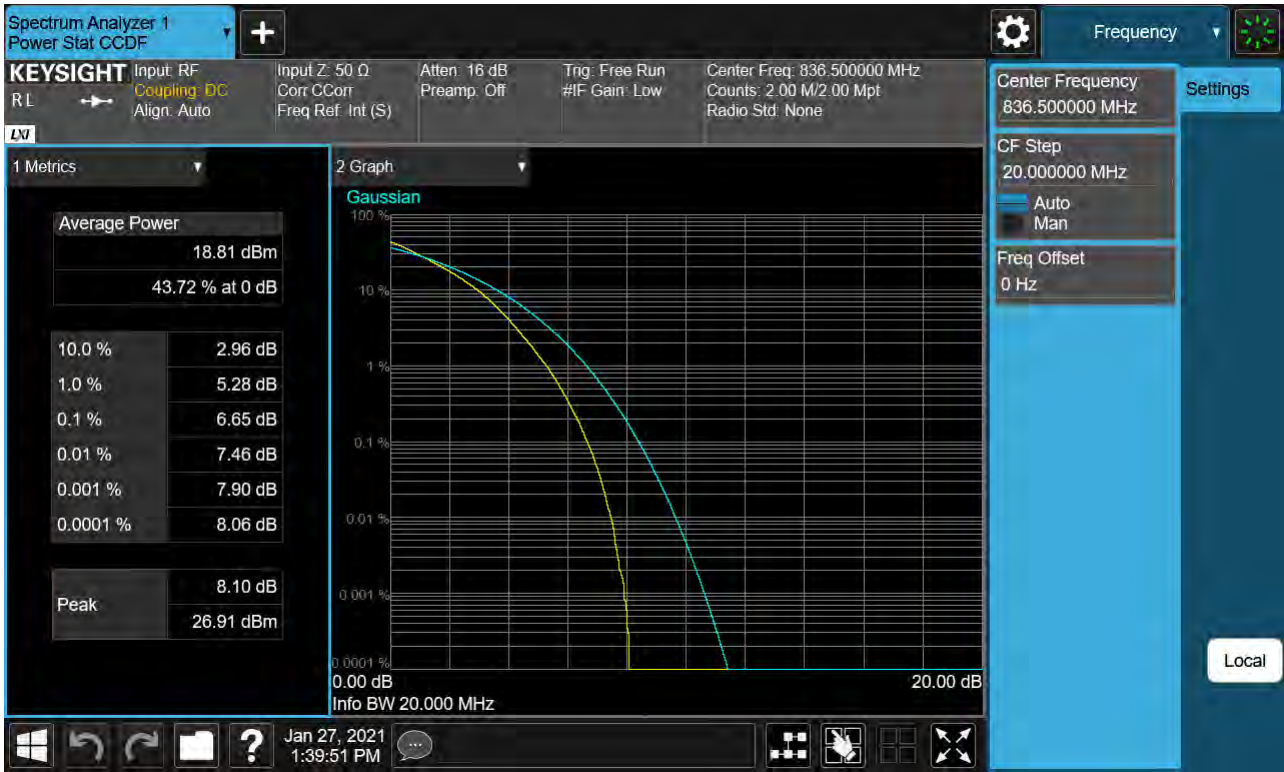 Spectrum Analyzer 1
Power Stat CCDF
+
Frequency
KEYSIGHT
Input: RF
Input Z: 50 Ω
Atten: 16 dB
Trig: Free Run
Center Freq: 836.500000 MHz
R L
Coupling: DC
Corr CCorr
Preamp: Off
#IF Gain: Low
Counts: 2.00 M/2.00 Mpt
Align: Auto
Freq Ref: Int (S)
Radio Std: None
LXI
Center Frequency
836.500000 MHz
Settings
CF Step
20.000000 MHz
Auto
Man
Freq Offset
0 Hz
Local
1 Metrics
Average Power
18.81 dBm
43.72 % at 0 dB
10.0 % 2.96 dB
1.0 % 5.28 dB
0.1 % 6.65 dB
0.01 % 7.46 dB
0.001 % 7.90 dB
0.0001 % 8.06 dB
Peak
8.10 dB
26.91 dBm
2 Graph
Gaussian
100 %
10 %
1 %
0.1 %
0.01 %
0.001 %
0.0001 %
0.00 dB
20.00 dB
Info BW 20.000 MHz
?
Jan 27, 2021
1:39:51 PM